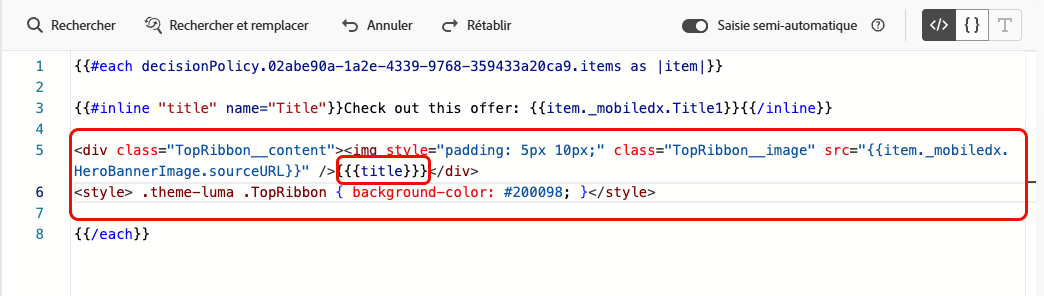 Rechercher Rechercher et remplacer Annuler Rétablir Saisie semi-automatique ? </> { } T
1 {{#each decisionPolicy.02abe90a-1a2e-4339-9768-359433a20ca9.items as |item|}}
2
3 {{#inline "title" name="Title"}}Check out this offer: {{item._mobiledx.Title1}}{{/inline}}
4
5 <div class="TopRibbon__content"><img style="padding: 5px 10px;" class="TopRibbon__image" src="{{item._mobiledx.
HeroBannerImage.sourceURL}}" />{{{title}}}</div>
6 <style> .theme-luma .TopRibbon { background-color: #200098; }</style>
7
8 {{/each}}